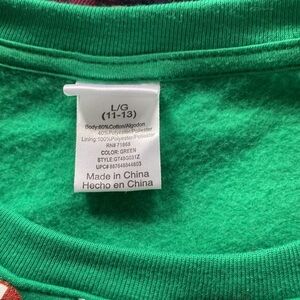 L/G
(11-13)
Body:60%Cotton/Algodon
40%Polyester/Poliester
Lining:100%Polyester/Poliester
RN# 71868
COLOR: GREEN
Made in China
Hecho en China